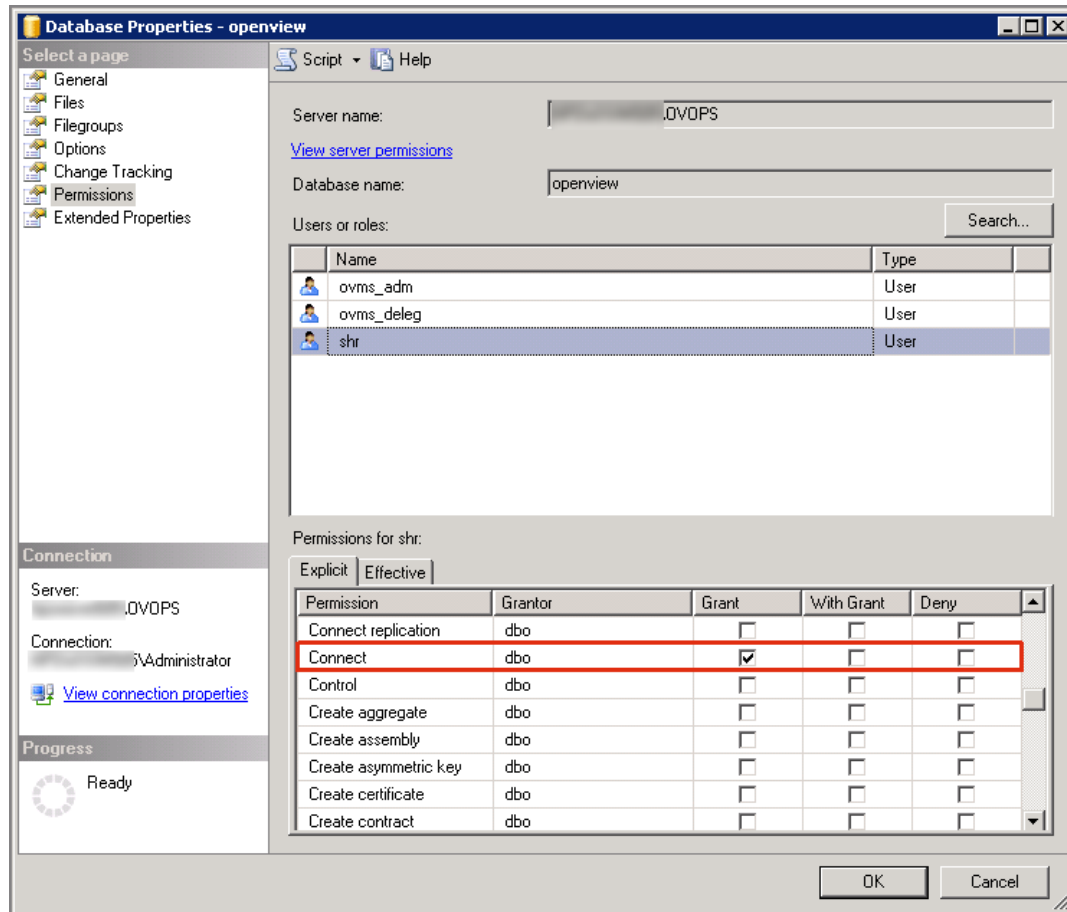 Database Properties - openview
Select a page
General
Files
Filegroups
Options
Change Tracking
Permissions
Extended Properties
Connection
Server:
.OVOPS
Connection:
\Administrator
View connection properties
Progress
Ready
Script Help
Server name: .OVOPS
View server permissions
Database name: openview
Users or roles: Search...
Name Type
ovms_adm User
ovms_deleg User
shr User
Permissions for shr:
Explicit Effective
Permission Grantor Grant With Grant Deny
Connect replication dbo
Connect dbo
Control dbo
Create aggregate dbo
Create assembly dbo
Create asymmetric key dbo
Create certificate dbo
Create contract dbo
OK Cancel